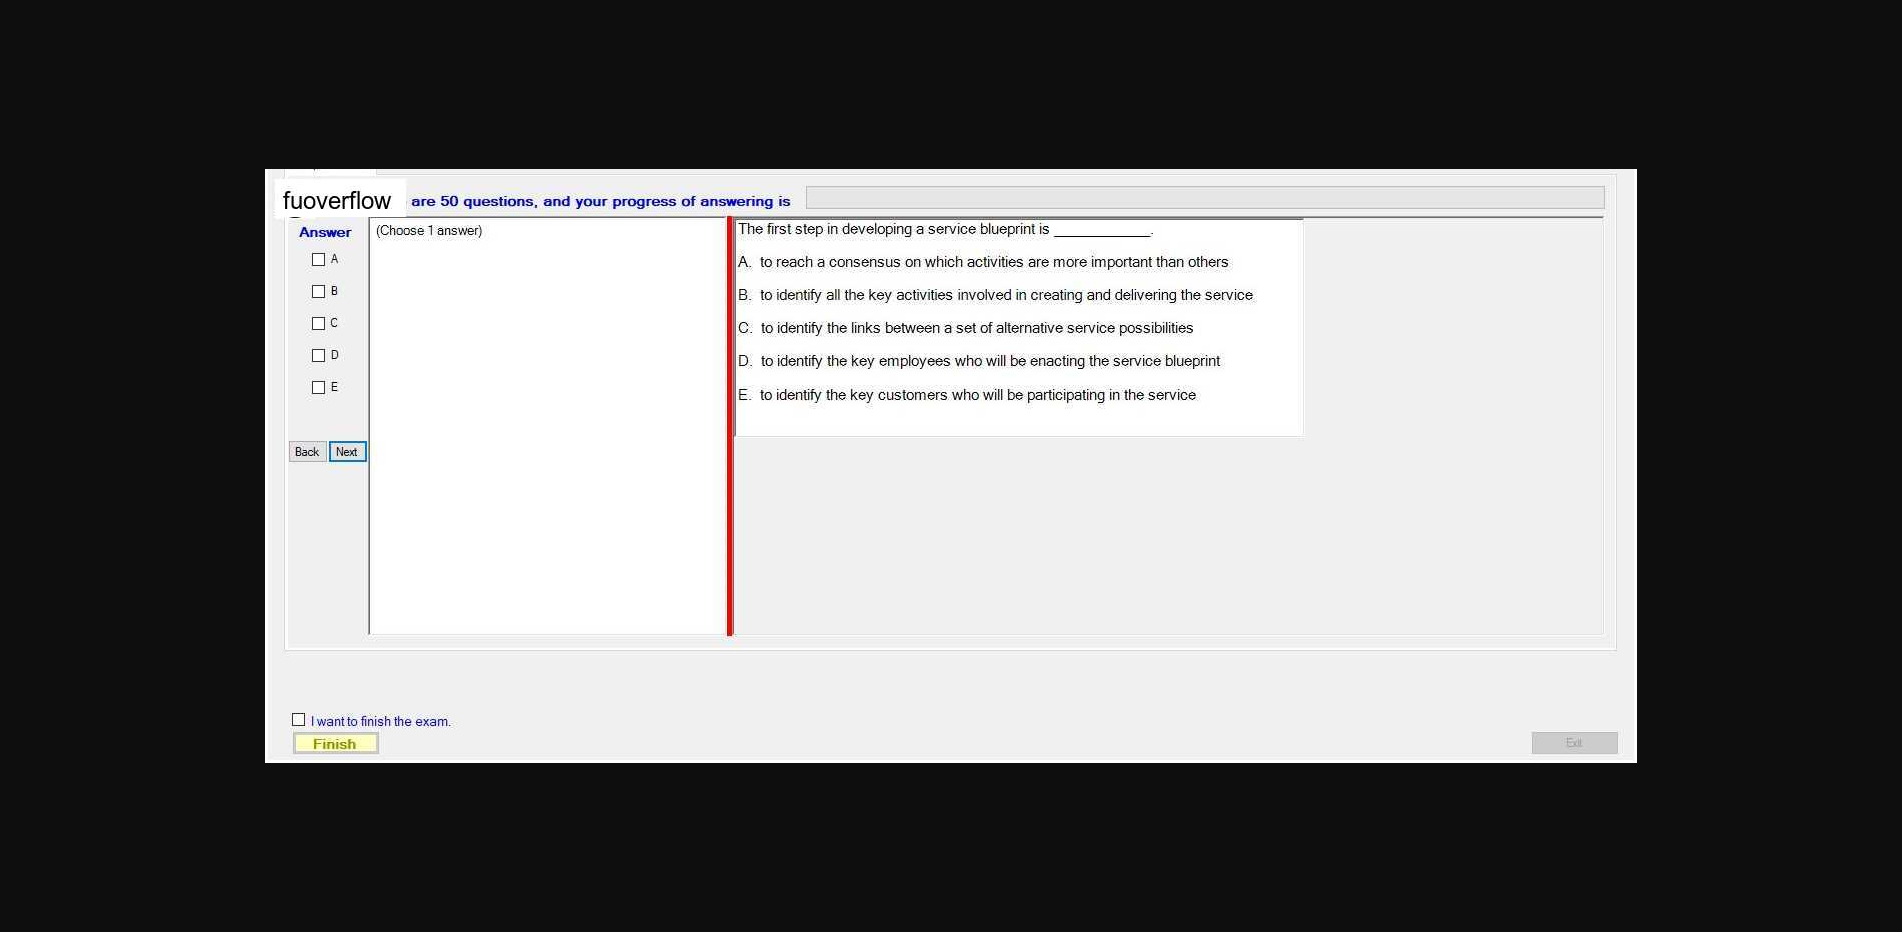 fuoverflow are 50 questions, and your progress of answering is
Answer
(Choose 1 answer)
A
B
C
D
E
Back Next
The first step in developing a service blueprint is ____________.
A. to reach a consensus on which activities are more important than others
B. to identify all the key activities involved in creating and delivering the service
C. to identify the links between a set of alternative service possibilities
D. to identify the key employees who will be enacting the service blueprint
E. to identify the key customers who will be participating in the service
I want to finish the exam.
Finish
Exit